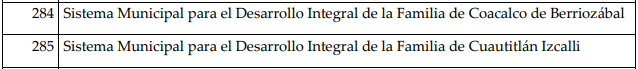 284 Sistema Municipal para el Desarrollo Integral de la Familia de Coacalco de Berriozábal
285 Sistema Municipal para el Desarrollo Integral de la Familia de Cuautitlán Izcalli